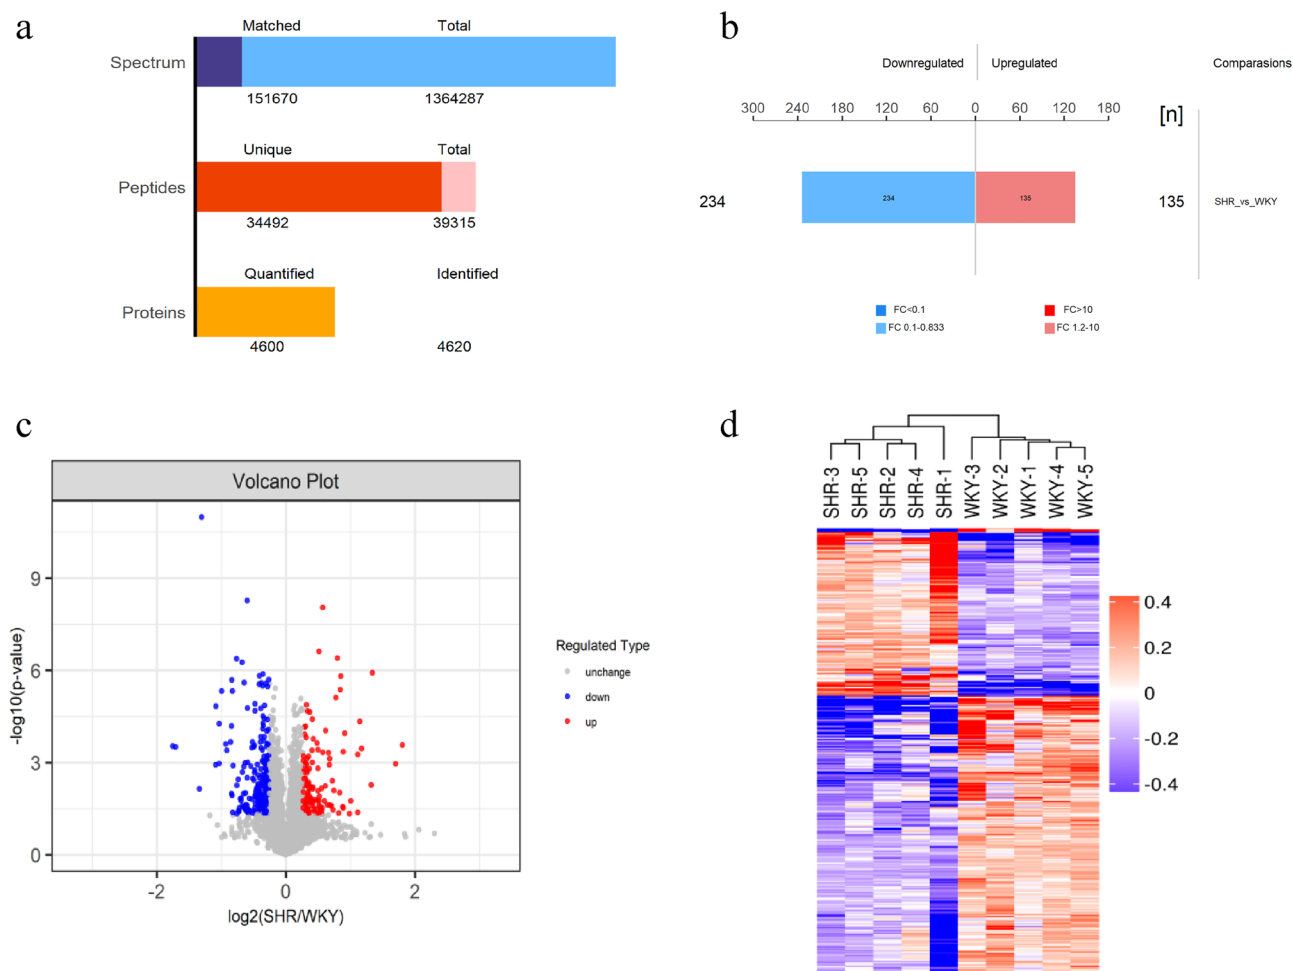 a
Matched Total
Spectrum
151670 1364287
Unique Total
Peptides
34492 39315
Quantified Identified
Proteins
4600 4620
b
Downregulated Upregulated Comparasions
300 240 180 120 60 0 60 120 180 [n]
234 234 135 135 SHR_vs_WKY
FC<0.1 FC>10
FC 0.1-0.833 FC 1.2-10
c
Volcano Plot
-log10(p-value)
9
6
3
0
-2 0 2
log2(SHR/WKY)
Regulated Type
unchange
down
up
d
SHR-3 SHR-5 SHR-2 SHR-4 SHR-1 WKY-3 WKY-2 WKY-1 WKY-4 WKY-5
0.4
0.2
0
-0.2
-0.4